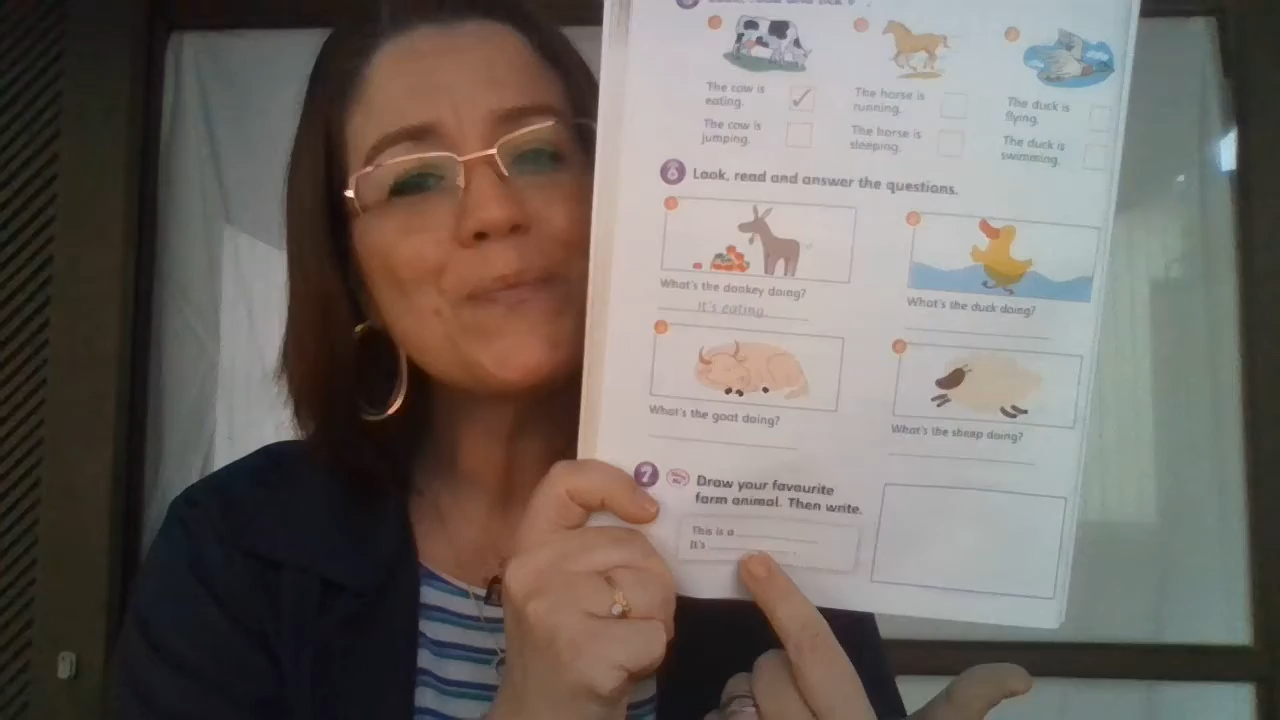 The cow is
eating.
The horse is
running.
The duck is
flying.
The cow is
jumping.
The horse is
sleeping.
The duck is
swimming.
6 Look, read and answer the questions.
What's the donkey doing?
It's eating
What's the duck doing?
What's the goat doing?
What's the sheep doing?
7 Draw your favourite
farm animal. Then write.
This is a
It's